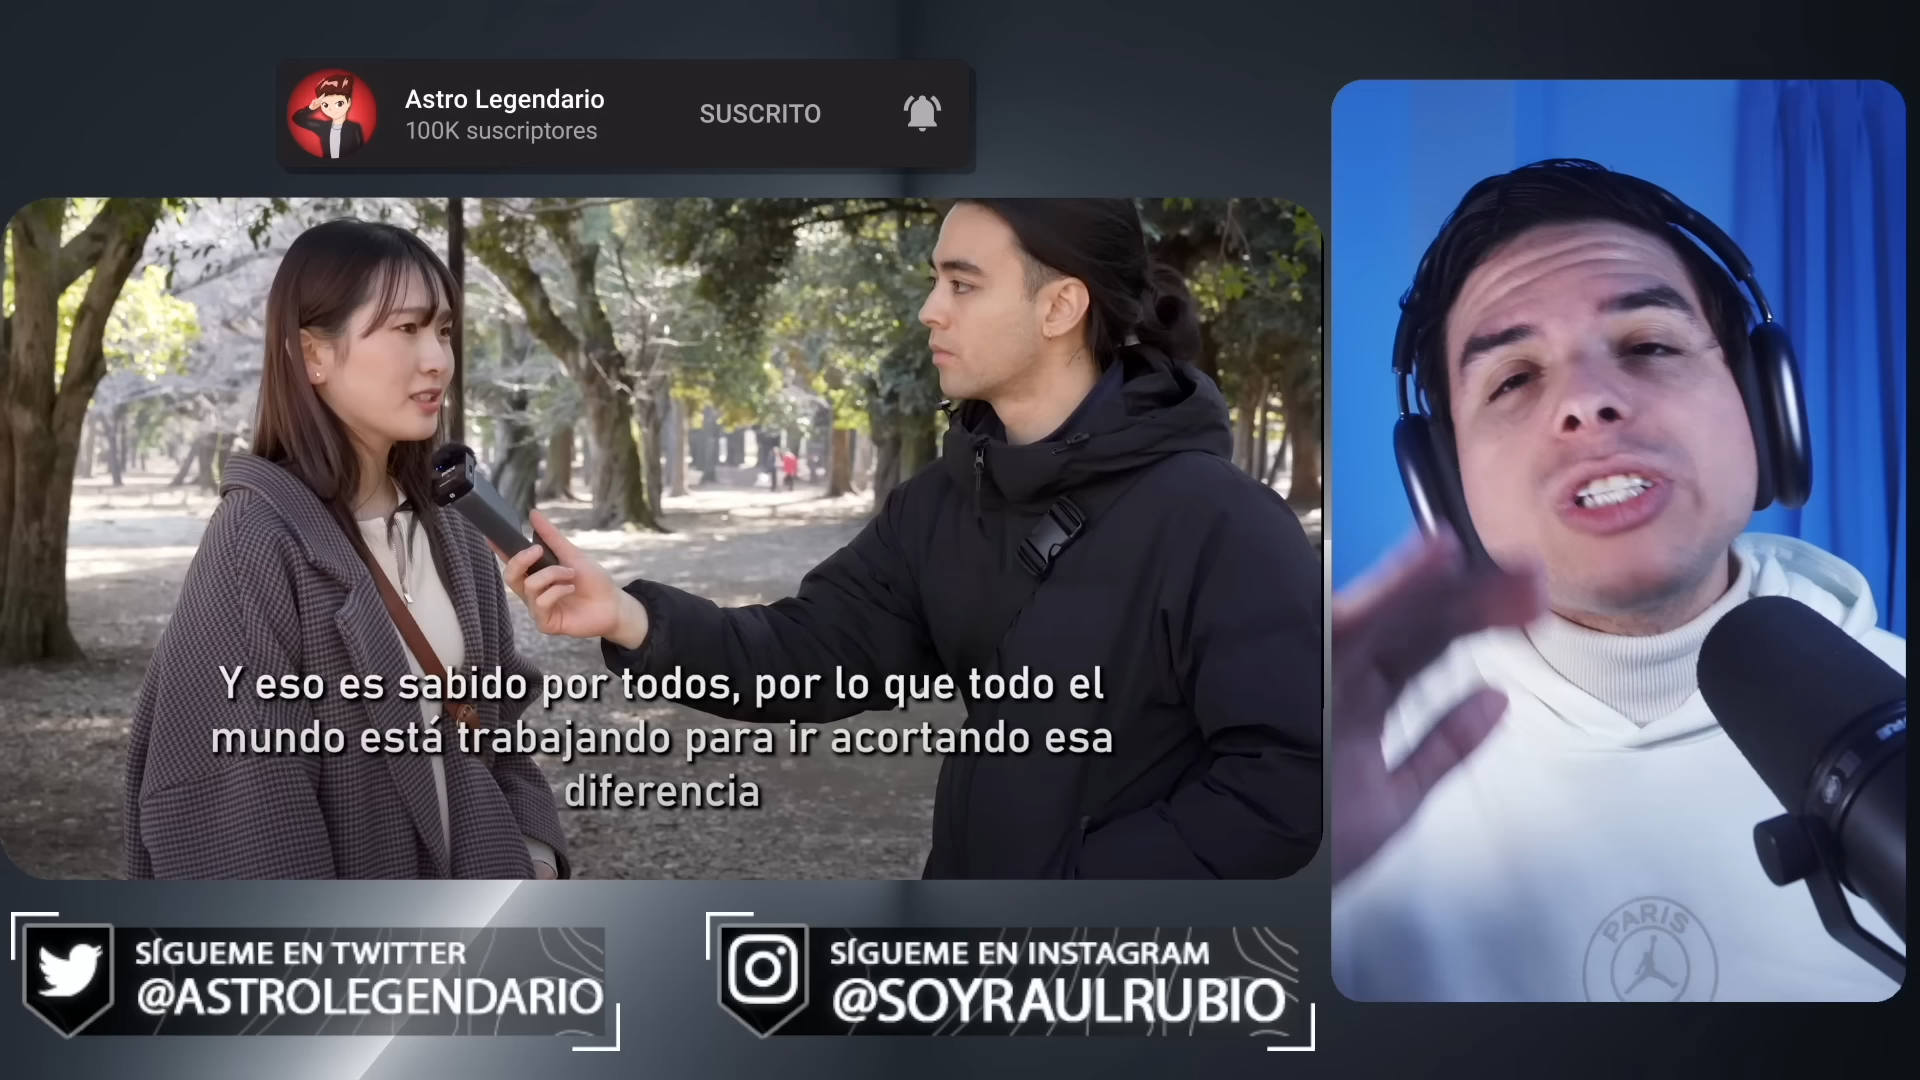 Astro Legendario
100K suscriptores
SUSCRITO
Y eso es sabido por todos, por lo que todo el
mundo está trabajando para ir acortando esa
diferencia
SÍGUEME EN TWITTER
@ASTROLEGENDARIO
SÍGUEME EN INSTAGRAM
@SOYRAULRUBIO
PARIS